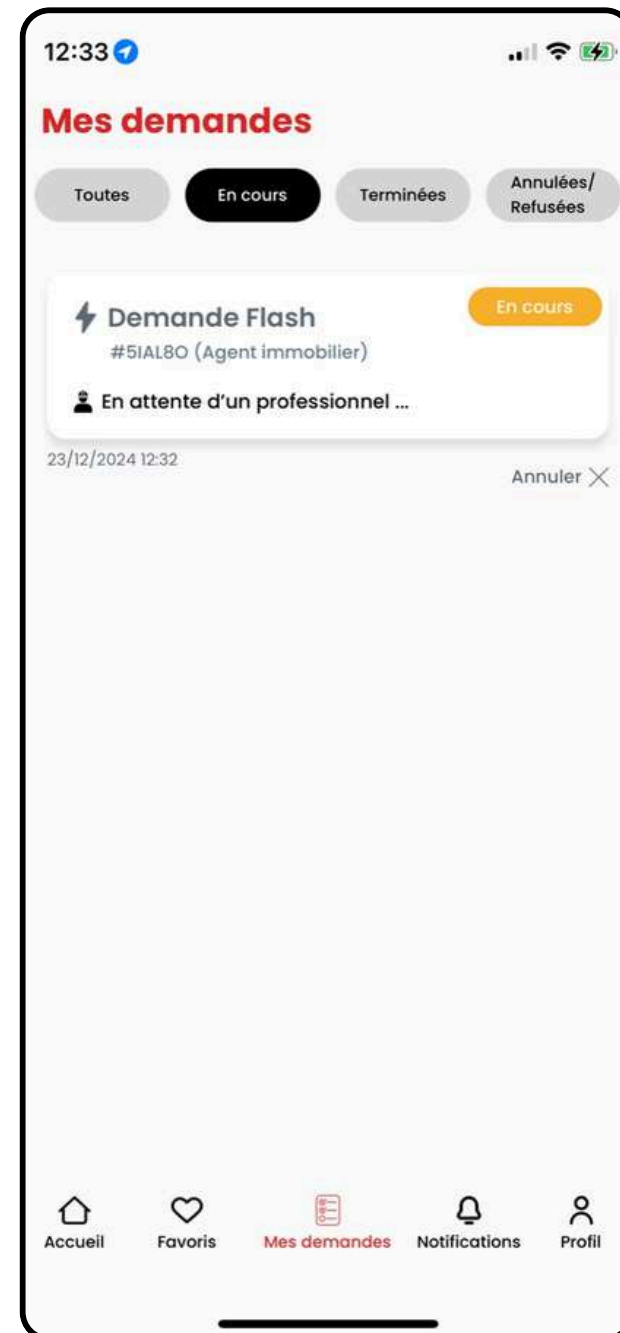 12:33
Mes demandes
Toutes
En cours
Terminées
Annulées/
Refusées
Demande Flash
En cours
#5IAL8O (Agent immobilier)
En attente d'un professionnel ...
23/12/2024 12:32
Annuler
Accueil
Favoris
Mes demandes
Notifications
Profil